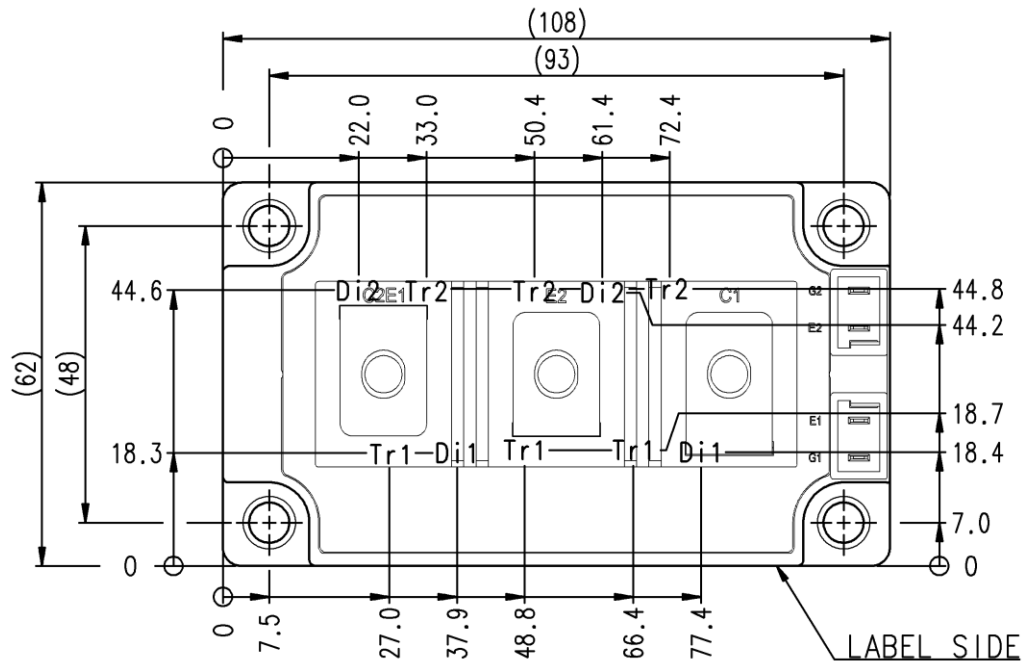 (108)
(93)
0
22.0
33.0
50.4
61.4
72.4
44.6
Di2
C2E1
Tr2
Tr2
E2
Di2
Tr2
C1
G2
44.8
E2
44.2
(62)
(48)
E1
18.7
18.3
Tr1
Di1
Tr1
Tr1
Di1
G1
18.4
7.0
0
0
0
7.5
27.0
37.9
48.8
66.4
77.4
LABEL SIDE